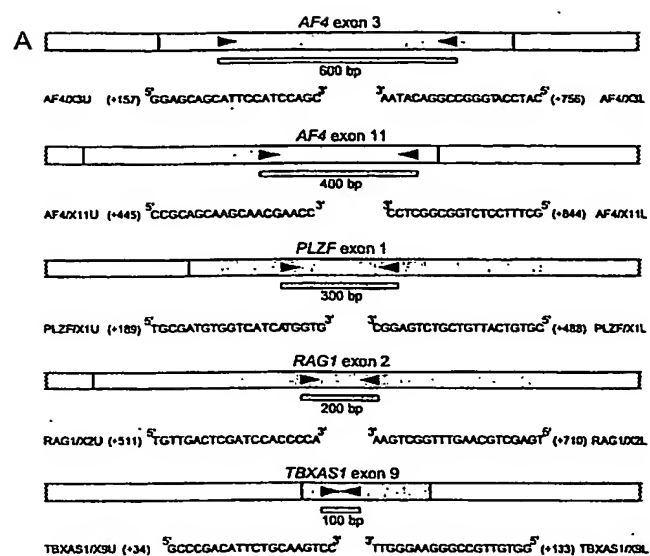 A
AF4 exon 3
600 bp
AF4/X3U (+157) 5'GGAGCAGCATTCCATCCAGC3' 3'AATACAGGCCGGGTACCTAC5' (+756) AF4/X3L
AF4 exon 11
400 bp
AF4/X11U (+445) 5'CCGCAGCAAGCAACGAACC3' 3'CCTCGGCGGTCTCCTTTCG5' (+844) AF4/X11L
PLZF exon 1
300 bp
PLZF/X1U (+189) 5'TGCGATGTGGTCATCATGGTG3' 3'CGGAGTCTGCTGTTACTGTGC5' (+488) PLZF/X1L
RAG1 exon 2
200 bp
RAG1/X2U (+511) 5'TGTTGACTCGATCCACCCCA3' 3'AAGTCGGTTTGAACGTCGAGT5' (+710) RAG1/X2L
TBXAS1 exon 9
100 bp
TBXAS1/X9U (+34) 5'GCCCGACATTCTGCAAGTCC3' 3'TTGGGAAGGGCCGTTGTGG5' (+133) TBXAS1/X9L